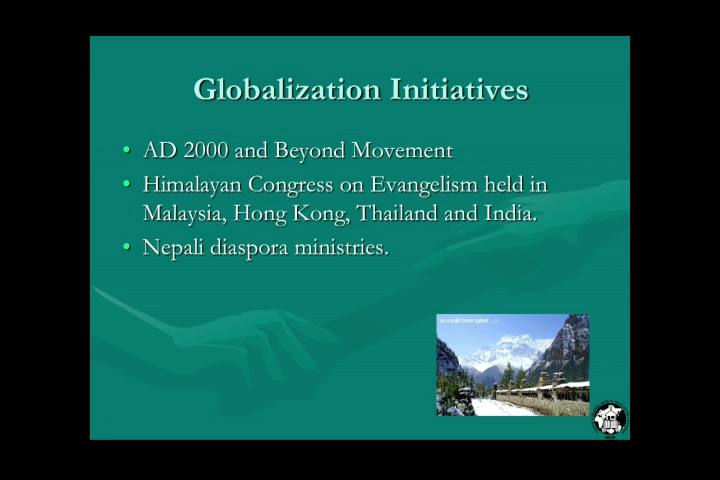 Globalization Initiatives
• AD 2000 and Beyond Movement
• Himalayan Congress on Evangelism held in
Malaysia, Hong Kong, Thailand and India.
• Nepali diaspora ministries.